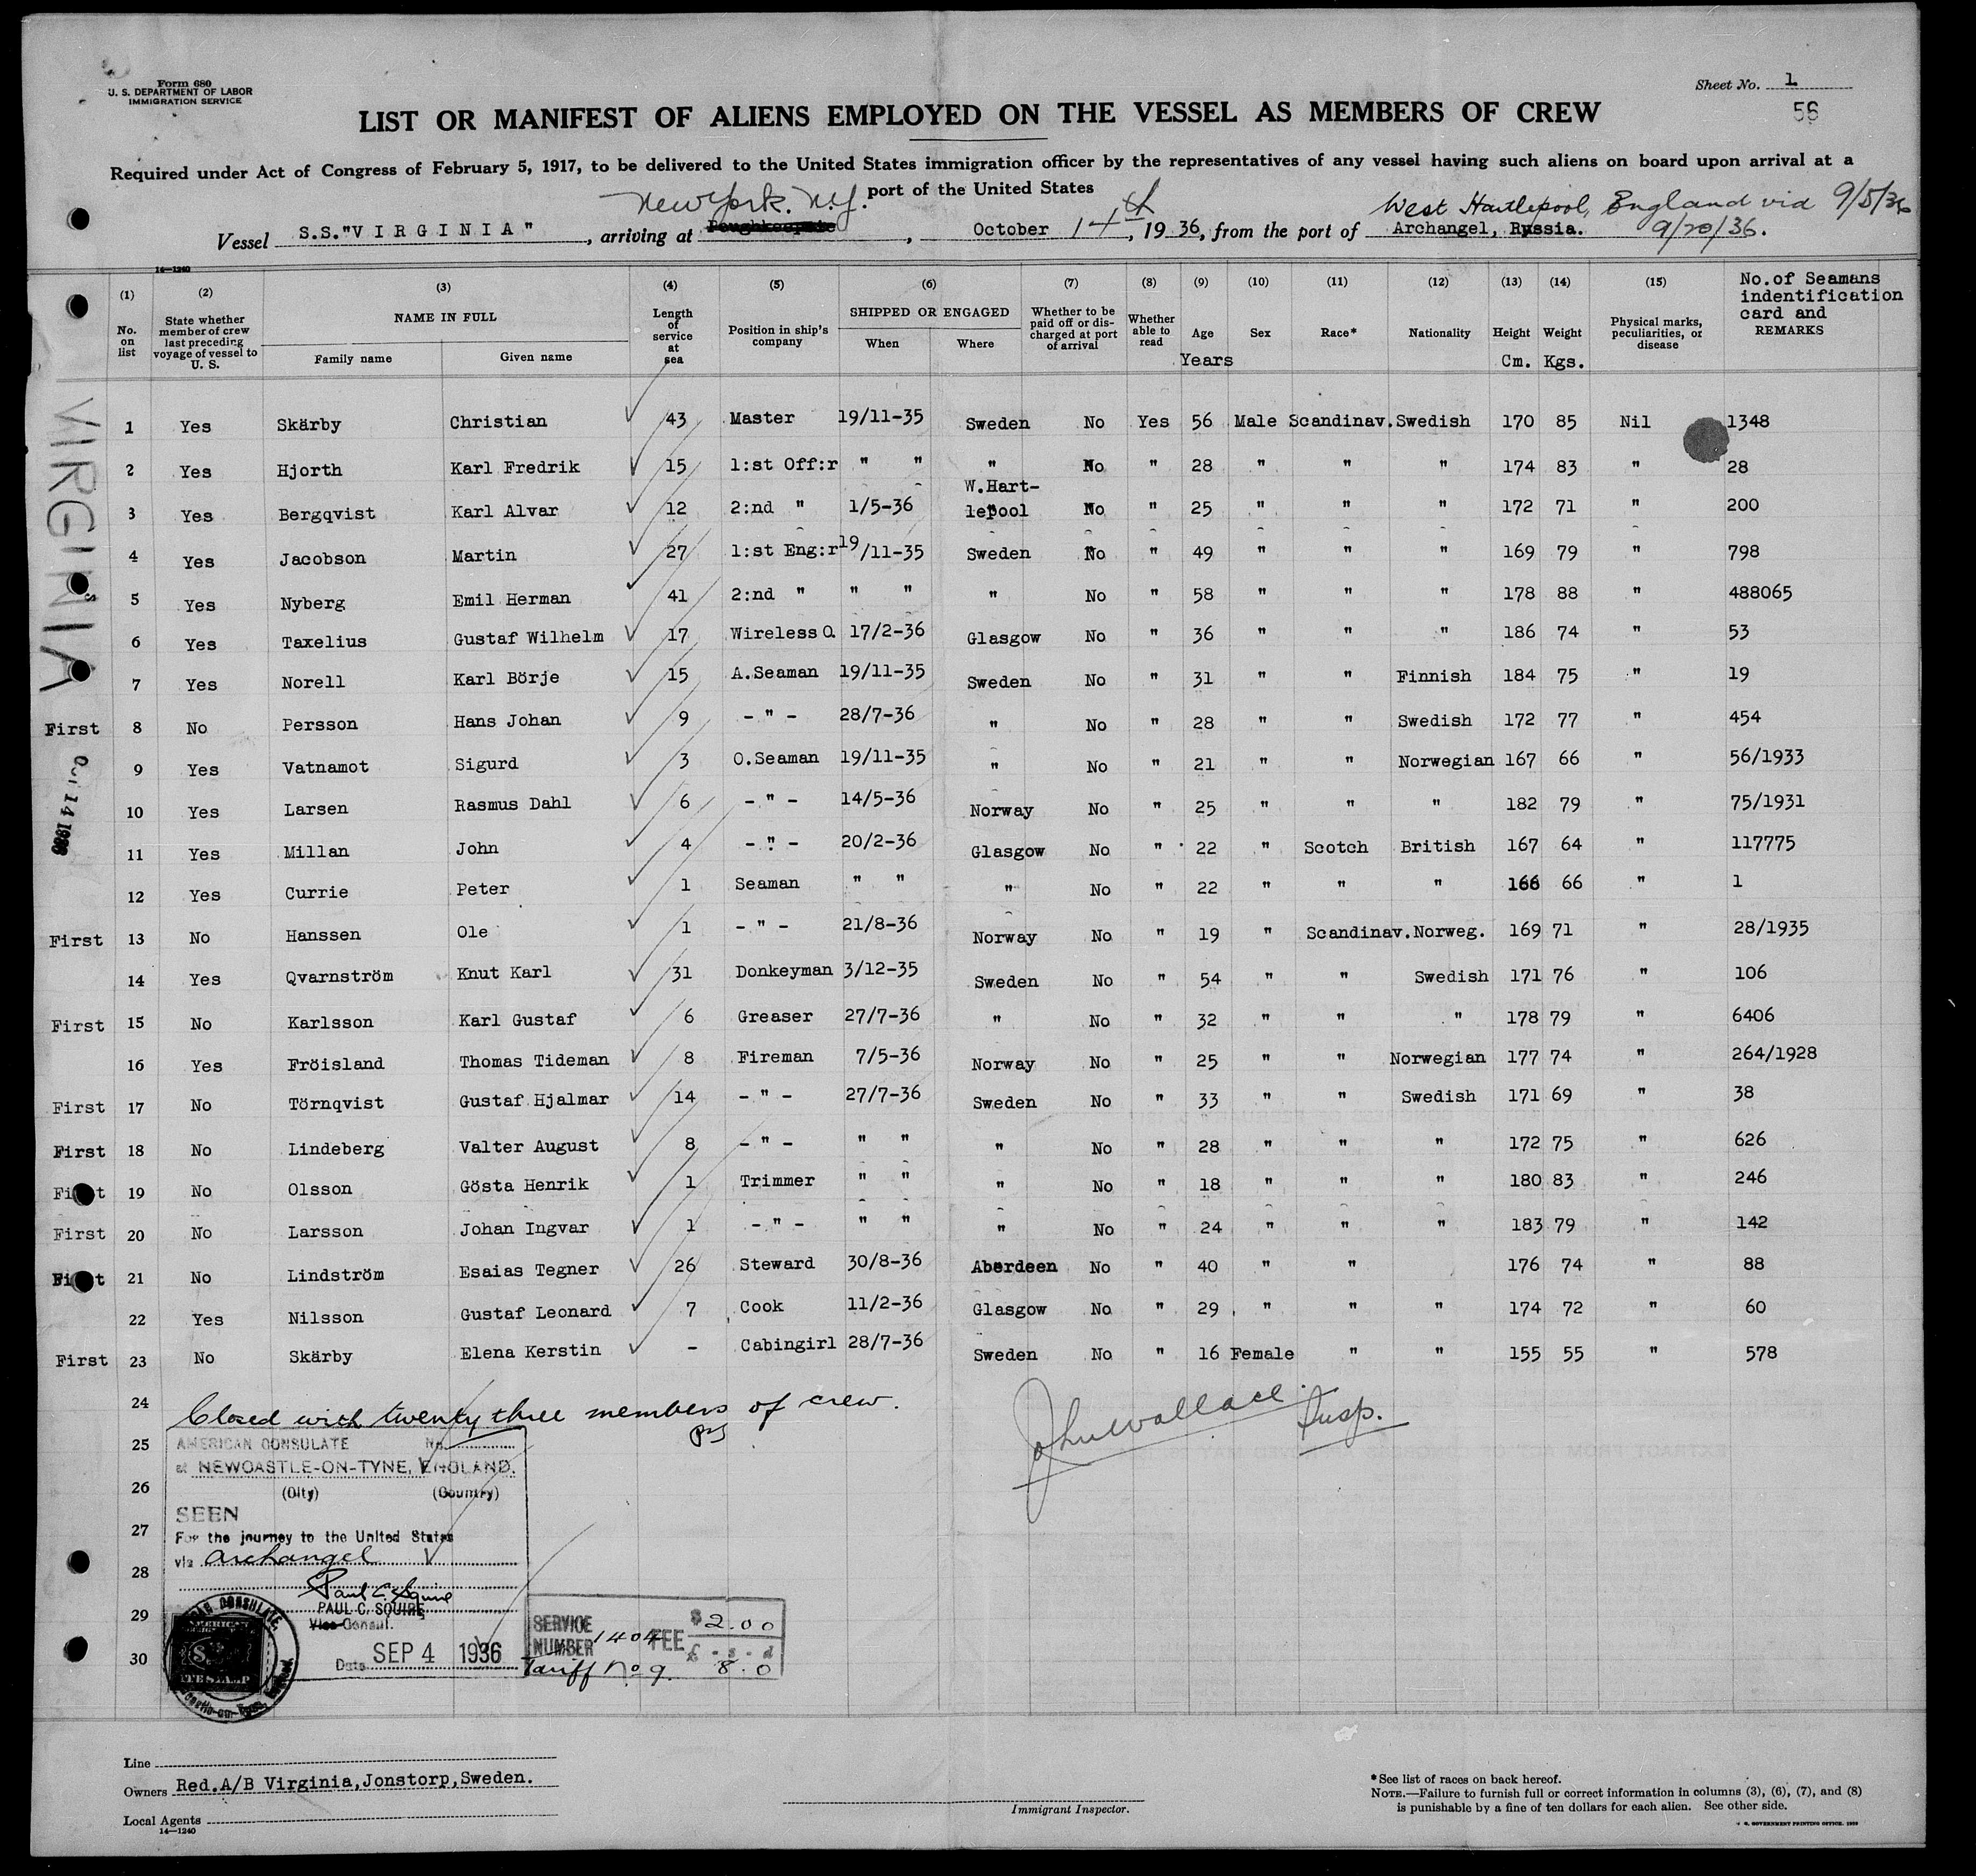 Form 680
U. S. DEPARTMENT OF LABOR
IMMIGRATION SERVICE
Sheet No. 1
56
LIST OR MANIFEST OF ALIENS EMPLOYED ON THE VESSEL AS MEMBERS OF CREW
Required under Act of Congress of February 5, 1917, to be delivered to the United States immigration officer by the representatives of any vessel having such aliens on board upon arrival at a
port of the United States
New York. N.Y. West Hartlepool, England via 9/5/36
Vessel S.S."VIRGINIA", arriving at Poughkeepsie, October 14th, 1936, from the port of Archangel, Russia. 9/20/36.
14—1240
(1) No. on list
(2) State whether member of crew last preceding voyage of vessel to U. S.
(3) NAME IN FULL Family name Given name
(4) Length of service at sea
(5) Position in ship's company
(6) SHIPPED OR ENGAGED When Where
(7) Whether to be paid off or discharged at port of arrival
(8) Whether able to read
(9) Age Years
(10) Sex
(11) Race*
(12) Nationality
(13) Height Cm.
(14) Weight Kgs.
(15) Physical marks, peculiarities, or disease
No. of Seamans indentification card and REMARKS
VIRGINIA
1 Yes Skärby Christian 43 Master 19/11-35 Sweden No Yes 56 Male Scandinav. Swedish 170 85 Nil 1348
2 Yes Hjorth Karl Fredrik 15 1:st Off:r " " " No " 28 " " " 174 83 " 28
3 Yes Bergqvist Karl Alvar 12 2:nd " 1/5-36 W.Hartlepool No " 25 " " " 172 71 " 200
4 Yes Jacobson Martin 27 1:st Eng:r 19/11-35 Sweden No " 49 " " " 169 79 " 798
5 Yes Nyberg Emil Herman 41 2:nd " " " " No " 58 " " " 178 88 " 488065
6 Yes Taxelius Gustaf Wilhelm 17 Wireless O. 17/2-36 Glasgow No " 36 " " " 186 74 " 53
7 Yes Norell Karl Börje 15 A.Seaman 19/11-35 Sweden No " 31 " " Finnish 184 75 " 19
First 8 No Persson Hans Johan 9 -"- 28/7-36 " No " 28 " " Swedish 172 77 " 454
9 Yes Vatnamot Sigurd 3 O.Seaman 19/11-35 " No " 21 " " Norwegian 167 66 " 56/1933
10 Yes Larsen Rasmus Dahl 6 -"- 14/5-36 Norway No " 25 " " " 182 79 " 75/1931
OCT 14 1936
11 Yes Millan John 4 -"- 20/2-36 Glasgow No " 22 " Scotch British 167 64 " 117775
12 Yes Currie Peter 1 Seaman " " " No " 22 " " " 166 66 " 1
First 13 No Hanssen Ole 1 -"- 21/8-36 Norway No " 19 " Scandinav. Norweg. 169 71 " 28/1935
14 Yes Qvarnström Knut Karl 31 Donkeyman 3/12-35 Sweden No " 54 " " Swedish 171 76 " 106
First 15 No Karlsson Karl Gustaf 6 Greaser 27/7-36 " No " 32 " " " 178 79 " 6406
16 Yes Fröisland Thomas Tideman 8 Fireman 7/5-36 Norway No " 25 " " Norwegian 177 74 " 264/1928
First 17 No Törnqvist Gustaf Hjalmar 14 -"- 27/7-36 Sweden No " 33 " " Swedish 171 69 " 38
First 18 No Lindeberg Valter August 8 -"- " " " No " 28 " " " 172 75 " 626
First 19 No Olsson Gösta Henrik 1 Trimmer " " " No " 18 " " " 180 83 " 246
First 20 No Larsson Johan Ingvar 1 -"- " " " No " 24 " " " 183 79 " 142
First 21 No Lindström Esaias Tegner 26 Steward 30/8-36 Aberdeen No " 40 " " 176 74 " 88
22 Yes Nilsson Gustaf Leonard 7 Cook 11/2-36 Glasgow No " 29 " " " 174 72 " 60
First 23 No Skärby Elena Kerstin - Cabingirl 28/7-36 Sweden No " 16 Female " " 155 55 " 578
24 Closed with twenty three members of crew. John Wallace Insp.
25 AMERICAN CONSULATE No.
at NEWCASTLE-ON-TYNE, ENGLAND.
26 (City) (Country)
SEEN
27 For the journey to the United States
via Archangel
28
Paul C. Squire
29 PAUL C. SQUIRE
Vice Consul.
30 Date SEP 4 1936
SERVICE NUMBER 1404 FEE $ 2.00
£ - s - d
Tariff No 9. 8.0
Line
Owners Red.A/B Virginia,Jonstorp,Sweden.
Local Agents
14—1240
Immigrant Inspector.
*See list of races on back hereof.
NOTE.—Failure to furnish full or correct information in columns (3), (6), (7), and (8)
is punishable by a fine of ten dollars for each alien. See other side.